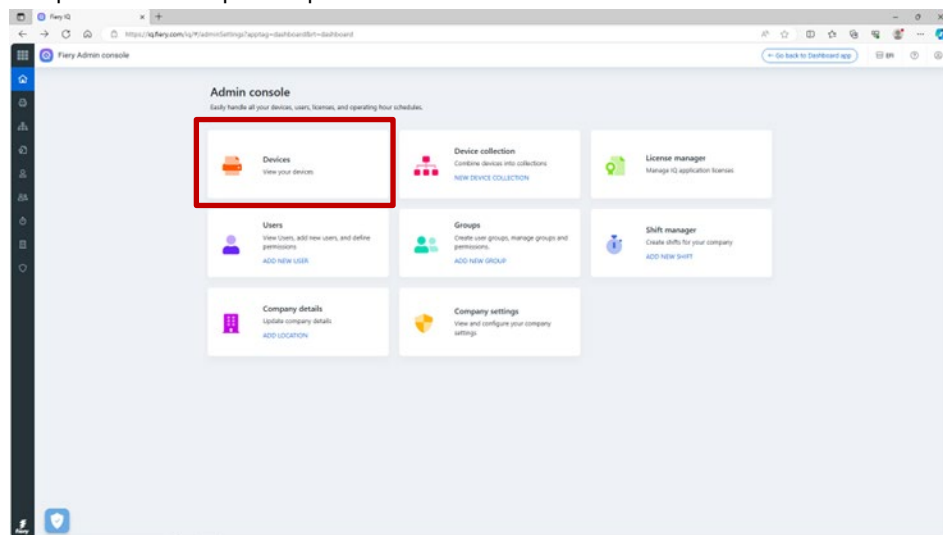 Fiery IQ
https://iq.fiery.com/iq/#/adminSettings?apptag=dashboard&rt=dashboard
Fiery Admin console
Go back to Dashboard app
EN
Admin console
Easily handle all your devices, users, licenses, and operating hour schedules.
Devices
View your devices
Device collection
Combine devices into collections
NEW DEVICE COLLECTION
License manager
Manage IQ application licenses
Users
View Users, add new users, and define
permissions
ADD NEW USER
Groups
Create user groups, manage groups and
permissions.
ADD NEW GROUP
Shift manager
Create shifts for your company
ADD NEW SHIFT
Company details
Update company details
ADD LOCATION
Company settings
View and configure your company
settings
Fiery